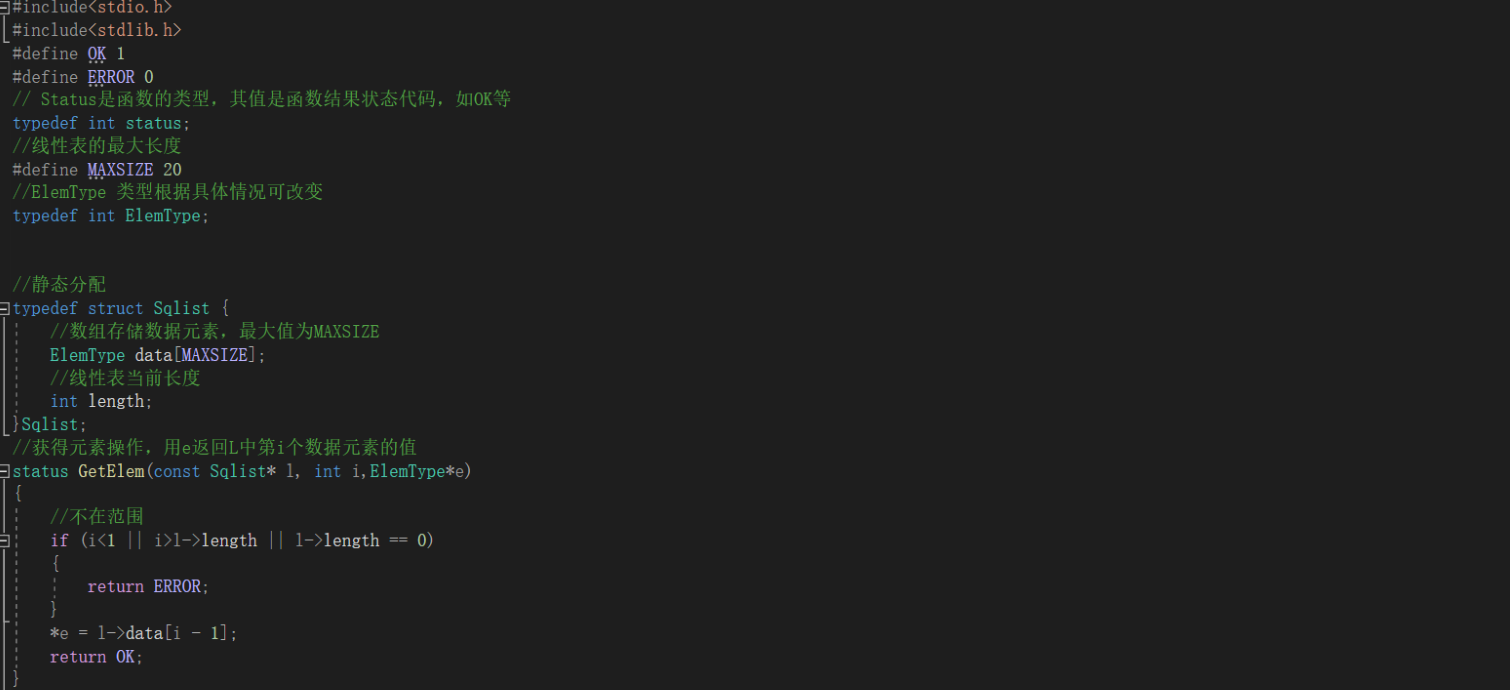 #include<stdio.h>
#include<stdlib.h>
#define OK 1
#define ERROR 0
// Status是函数的类型，其值是函数结果状态代码，如OK等
typedef int status;
//线性表的最大长度
#define MAXSIZE 20
//ElemType 类型根据具体情况可改变
typedef int ElemType;
//静态分配
typedef struct Sqlist {
    //数组存储数据元素，最大值为MAXSIZE
    ElemType data[MAXSIZE];
    //线性表当前长度
    int length;
}Sqlist;
//获得元素操作，用e返回L中第i个数据元素的值
status GetElem(const Sqlist* l, int i,ElemType*e)
{
    //不在范围
    if (i<1 || i>l->length || l->length == 0)
    {
        return ERROR;
    }
    *e = l->data[i - 1];
    return OK;
}